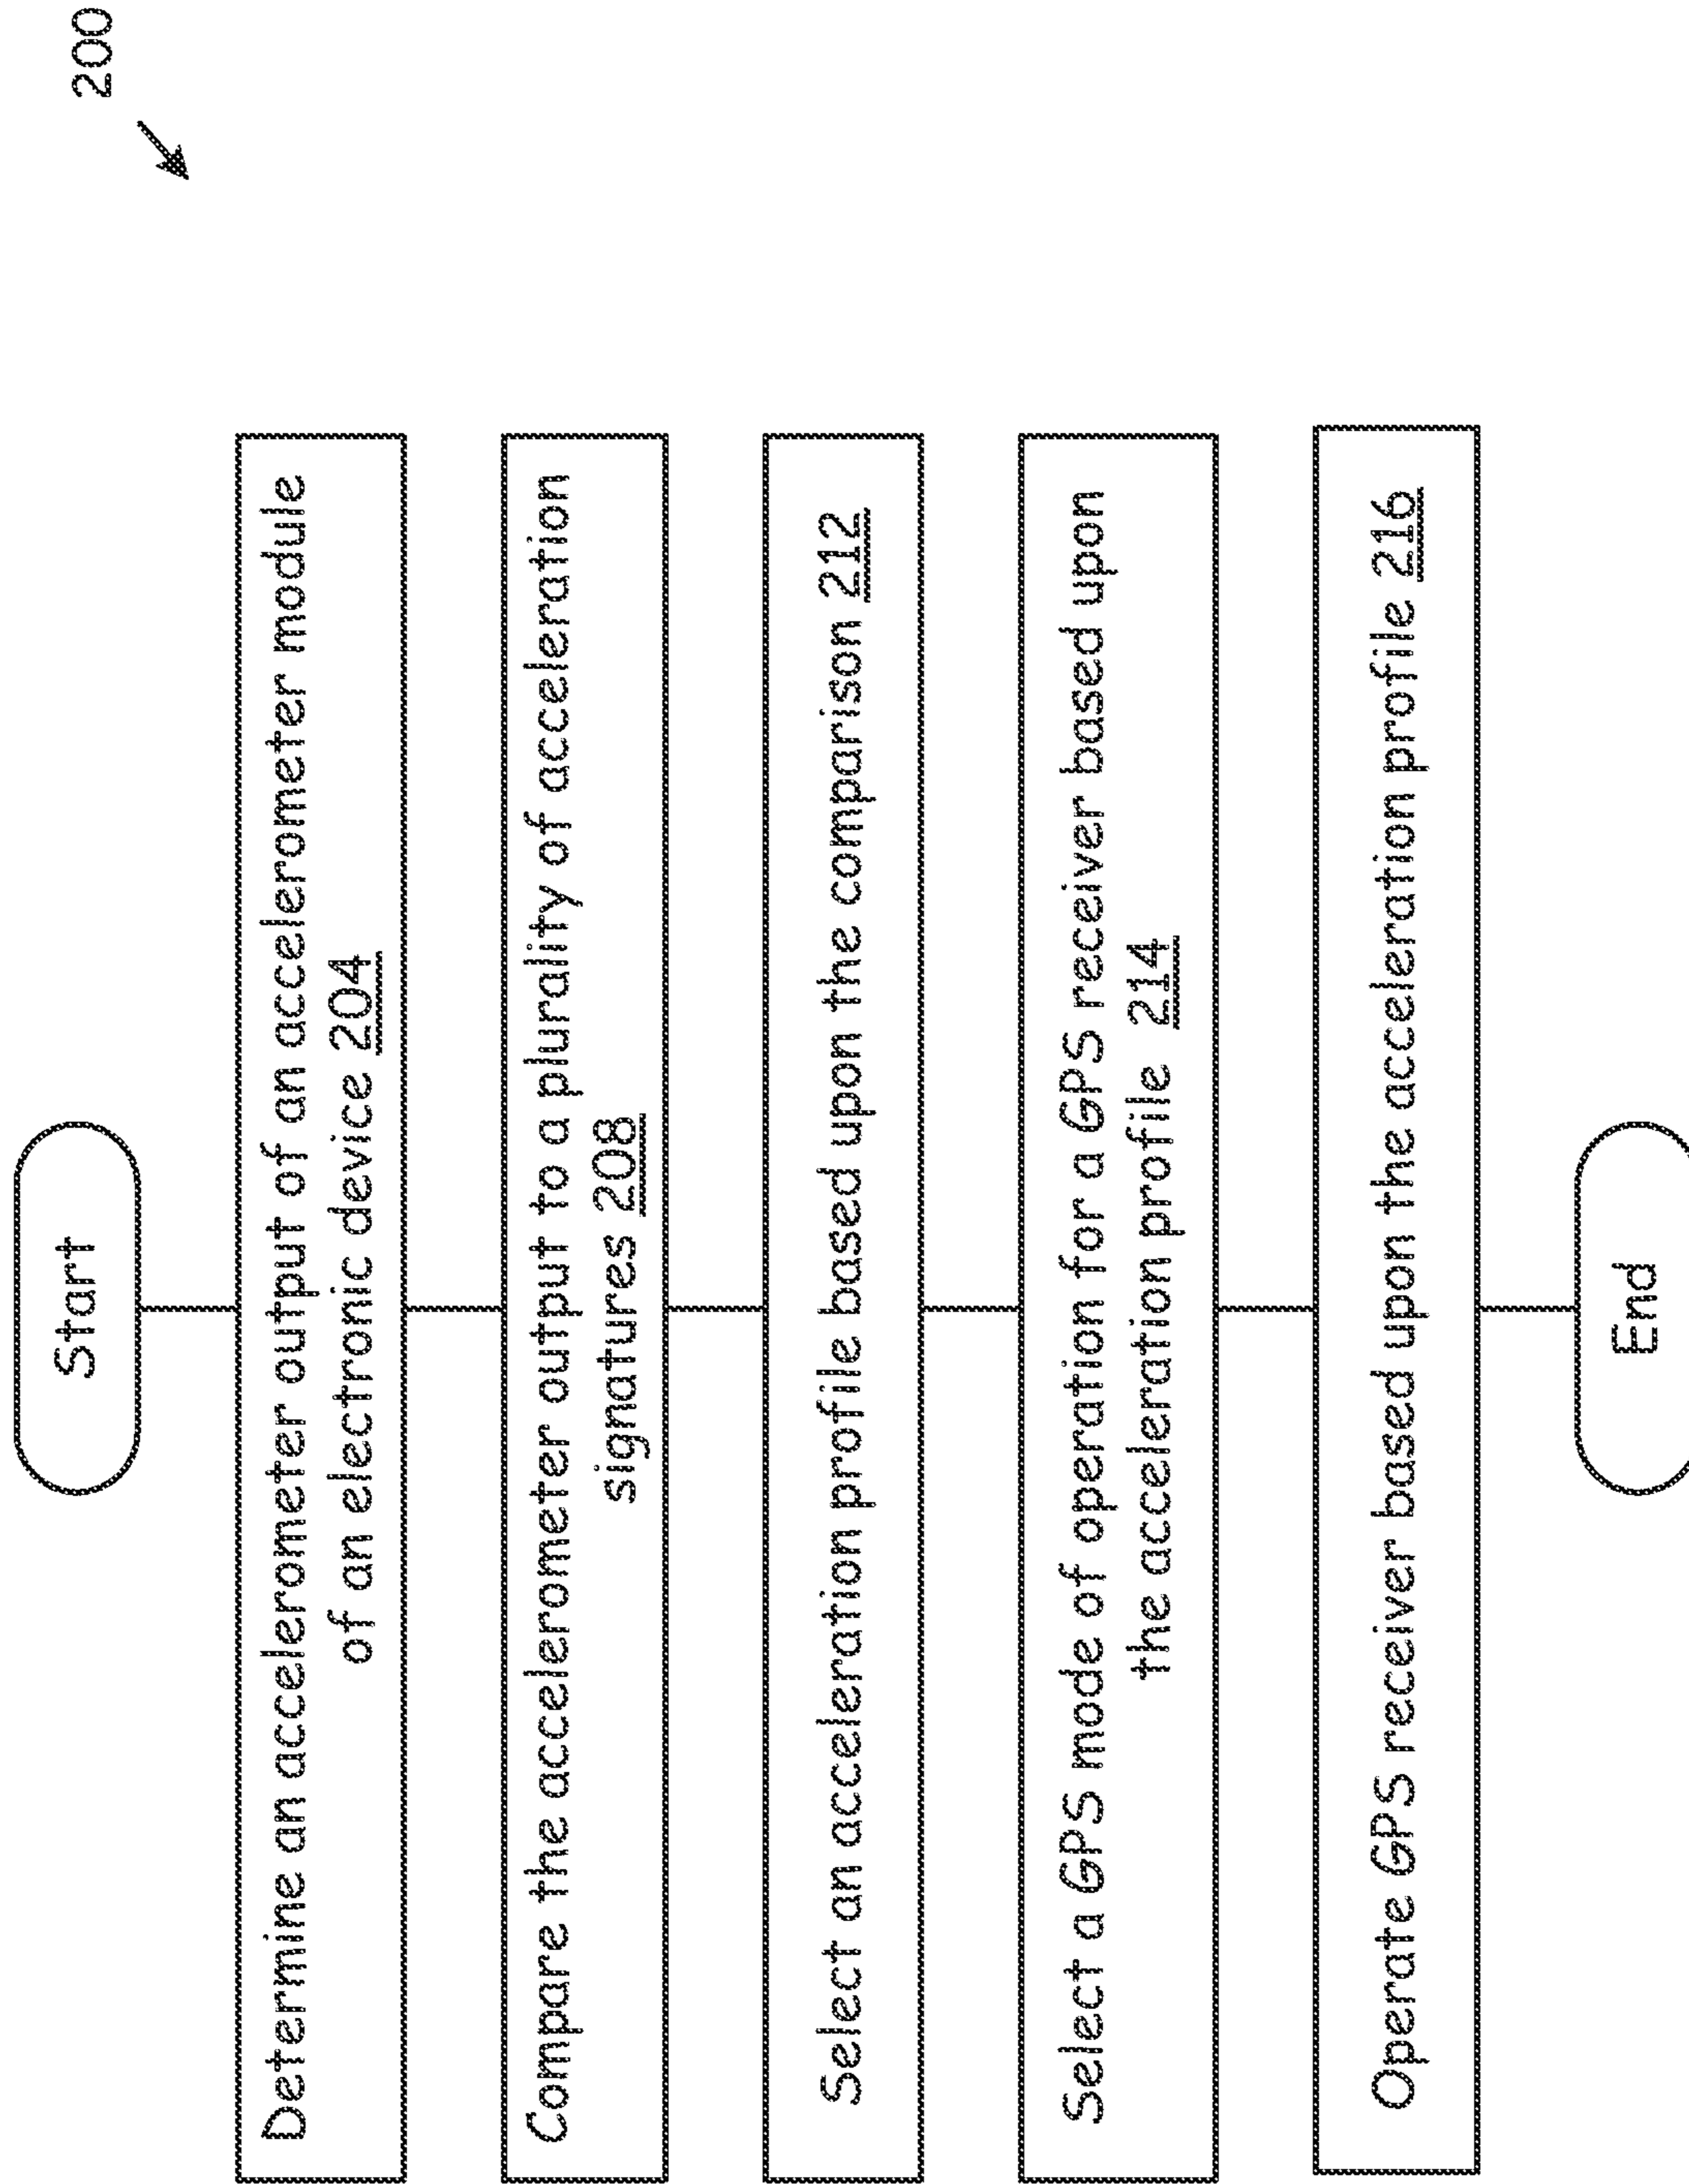 200
Start
Determine an accelerometer output of an accelerometer module
of an electronic device 204
Compare the accelerometer output to a plurality of acceleration
signatures 208
Select an acceleration profile based upon the comparison 212
Select a GPS mode of operation for a GPS receiver based upon
the acceleration profile 214
Operate GPS receiver based upon the acceleration profile 216
End